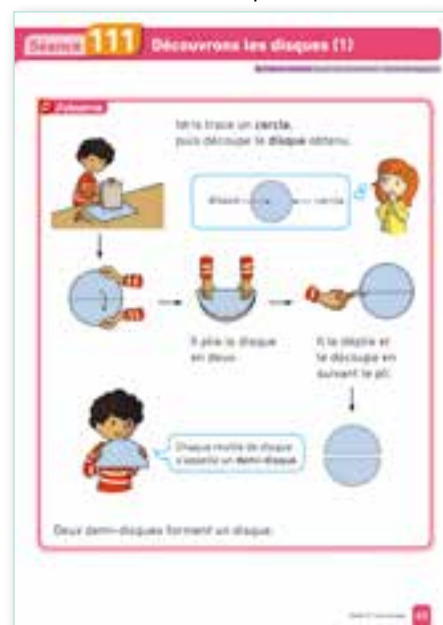 Séance 111 Découvrons les disques (1)
J'observe
trace un cercle,
puis découpe le disque obtenu.
disque cercle
Il plie le disque
en deux.
Il le déplie et
le découpe en
suivant le pli.
Chaque moitié de disque
s'appelle un demi-disque.
Deux demi-disques forment un disque.